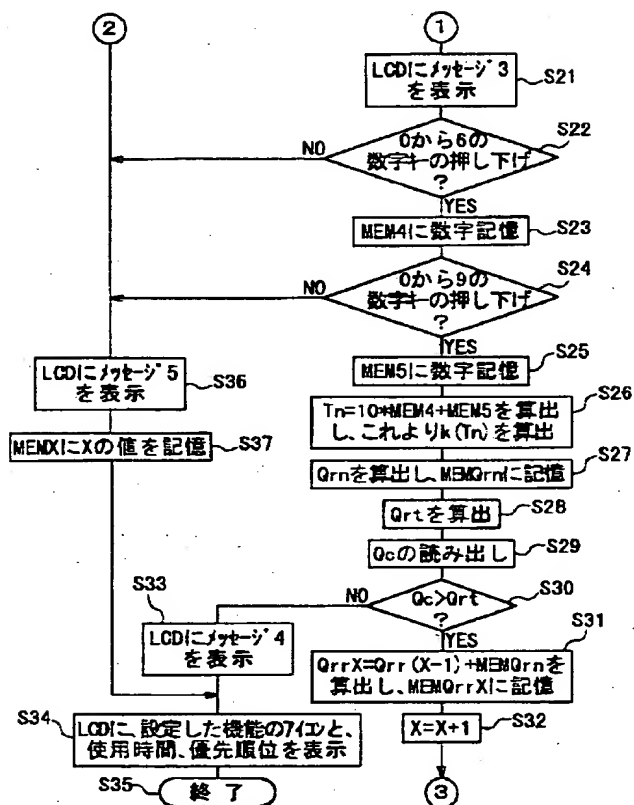 ②
①
LCDにメッセージ3
を表示
S21
0から6の
数字キーの押し下げ
?
S22
NO
YES
MEM4に数字記憶
S23
0から9の
数字キーの押し下げ
?
S24
NO
YES
MEM5に数字記憶
S25
LCDにメッセージ5
を表示
S36
Tn=10*MEM4+MEM5を算出
し、これよりk(Tn)を算出
S26
MEMXにXの値を記憶
S37
Qrnを算出し、MEMQrnに記憶
S27
Qrtを算出
S28
Qcの読み出し
S29
Qc>Qrt
?
S30
NO
YES
S33
LCDにメッセージ4
を表示
QrrX=Qrr(X-1)+MEMQrnを
算出し、MEMQrrXに記憶
S31
S34
LCDに、設定した機能のアイコンと、
使用時間、優先順位を表示
X=X+1
S32
S35
終了
③